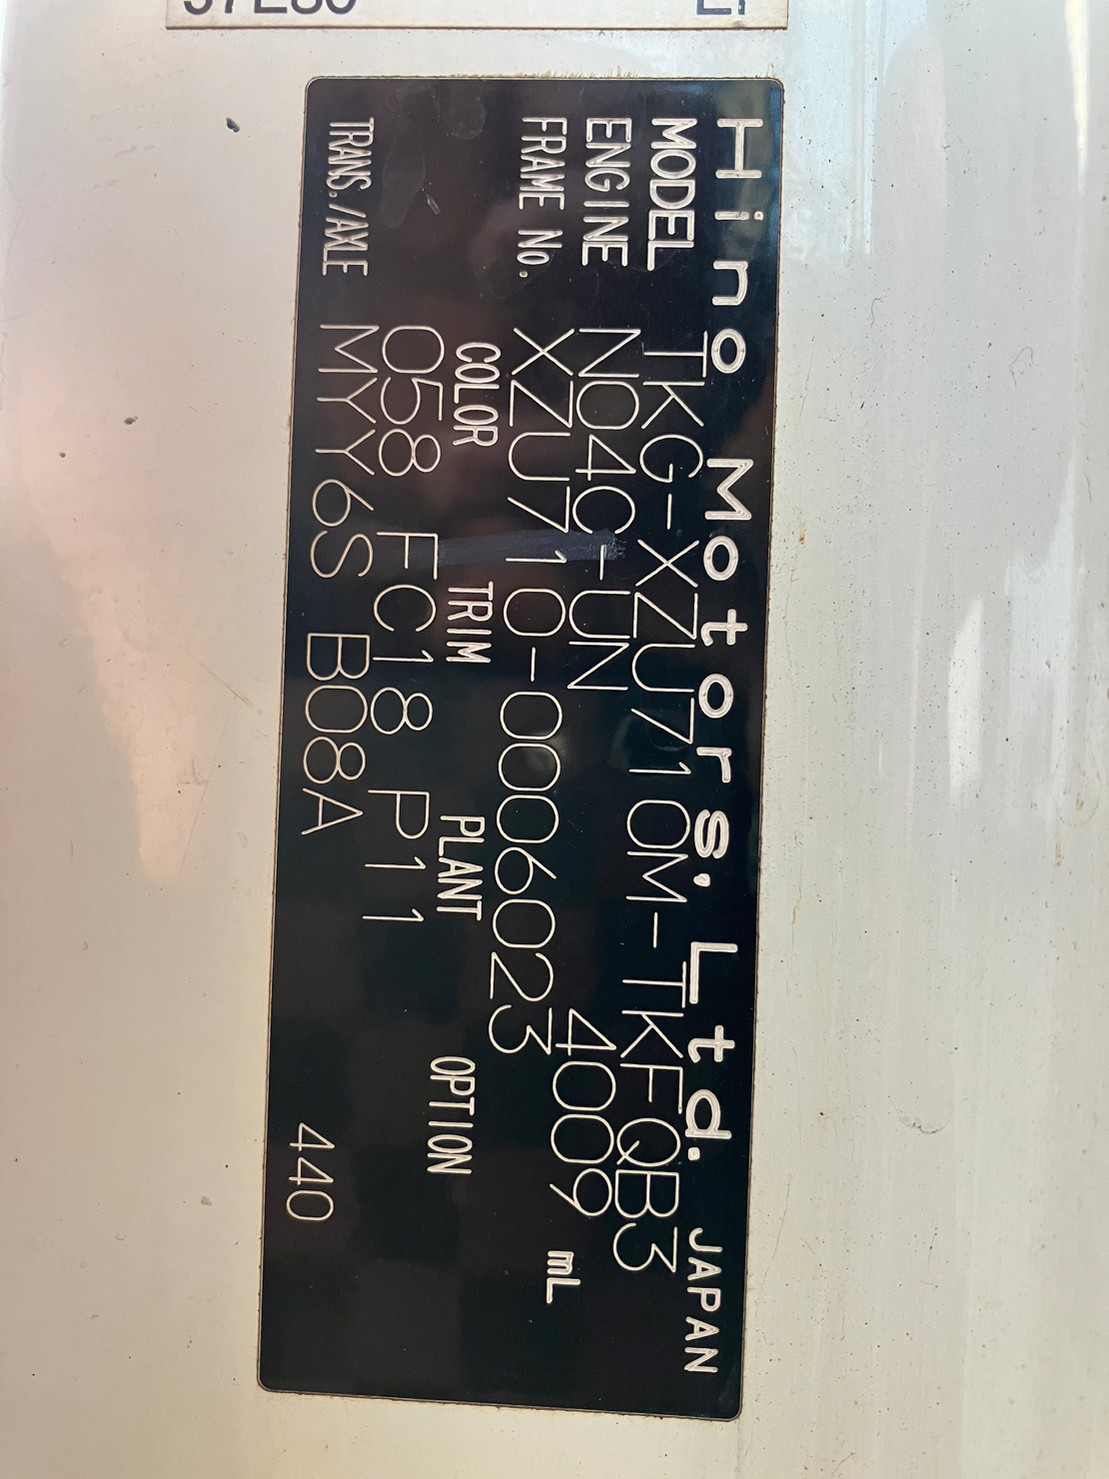 Hino Motors. Ltd. JAPAN
MODEL TKG-XZU710M-TKFQB3
ENGINE N04C-UN 4009 mL
FRAME No. XZU710-0006023
COLOR TRIM PLANT OPTION
058 FC18 P11
TRANS./AXLE MYY6S B08A 440